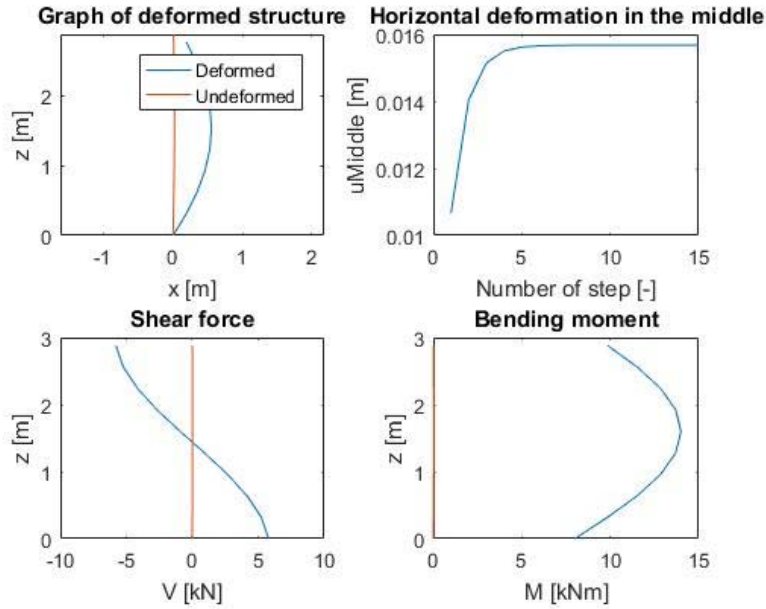 Graph of deformed structure
Deformed
Undeformed
2
1
0
z [m]
-1
0
1
2
x [m]
Horizontal deformation in the middle
0.016
0.014
0.012
0.01
uMiddle [m]
0
5
10
15
Number of step [-]
Shear force
3
2
1
0
z [m]
-10
-5
0
5
10
V [kN]
Bending moment
3
2
1
0
z [m]
0
5
10
15
M [kNm]